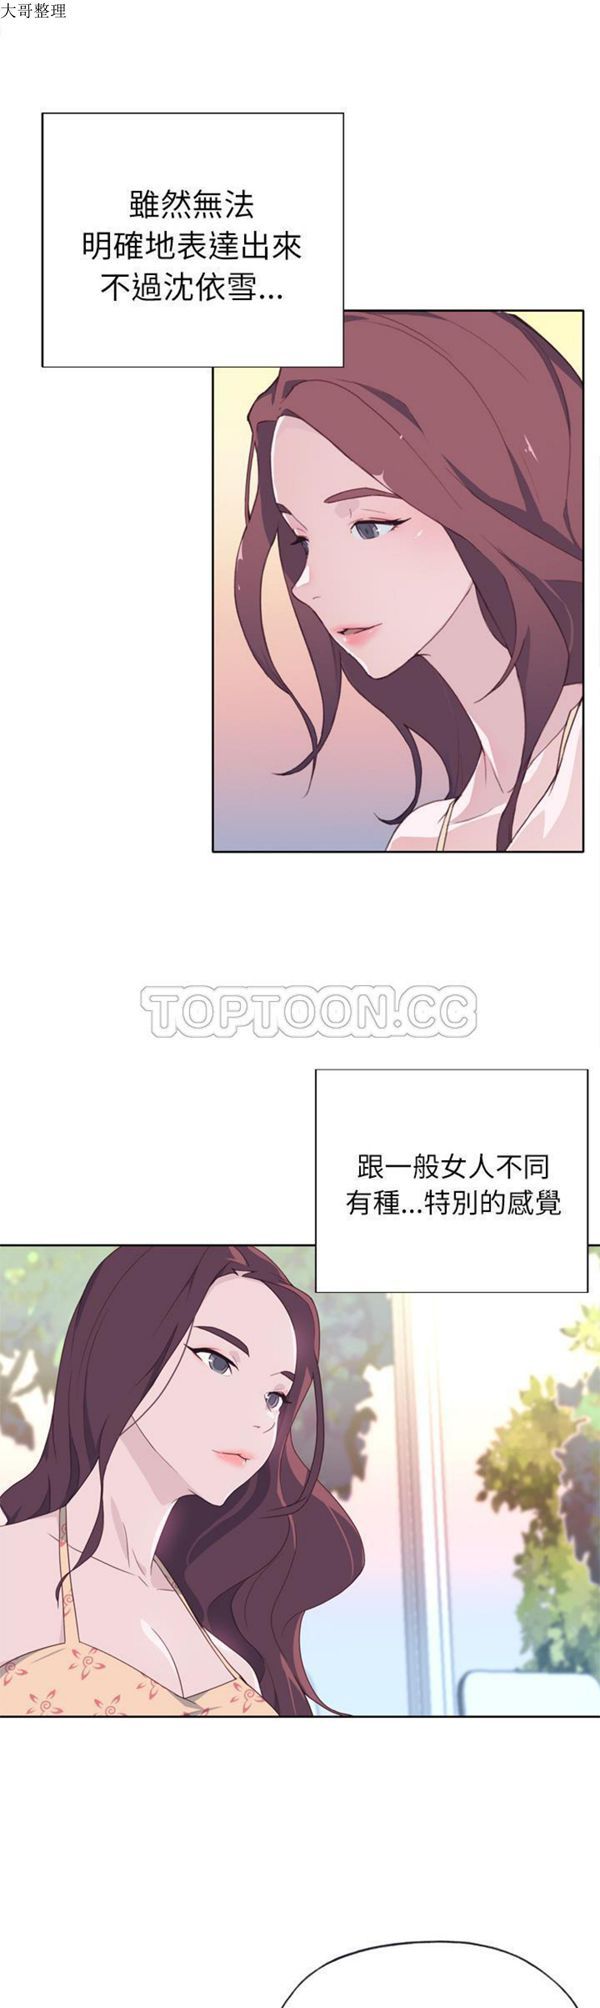 大哥整理
雖然無法
明確地表達出來
不過沈依雪...
TOPTOON.CC
跟一般女人不同
有種...特別的感覺